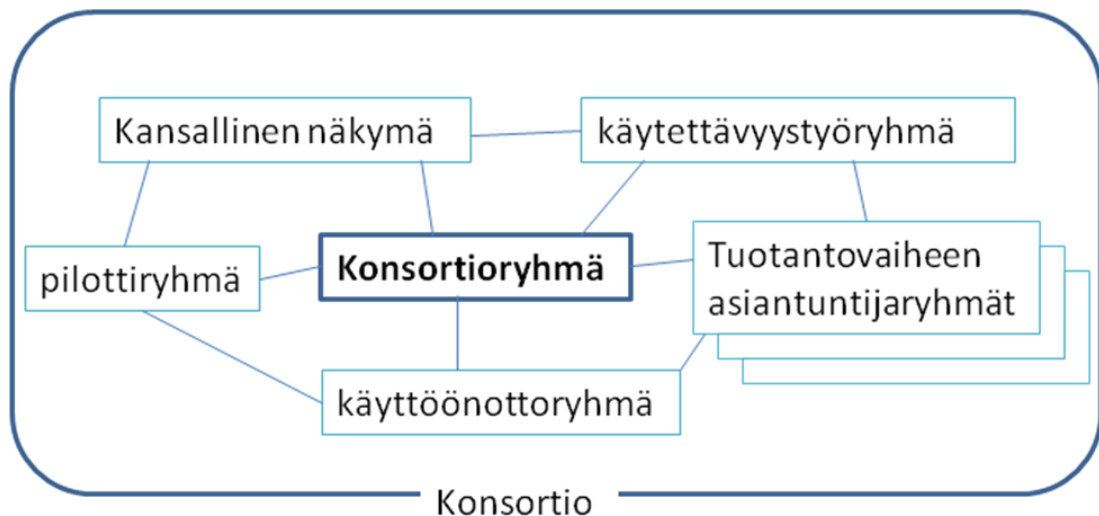 Kansallinen näkymä
käytettävyystyöryhmä
pilottiryhmä
Konsortioryhmä
Tuotantovaiheen
asiantuntijaryhmät
käyttöönottoryhmä
Konsortio